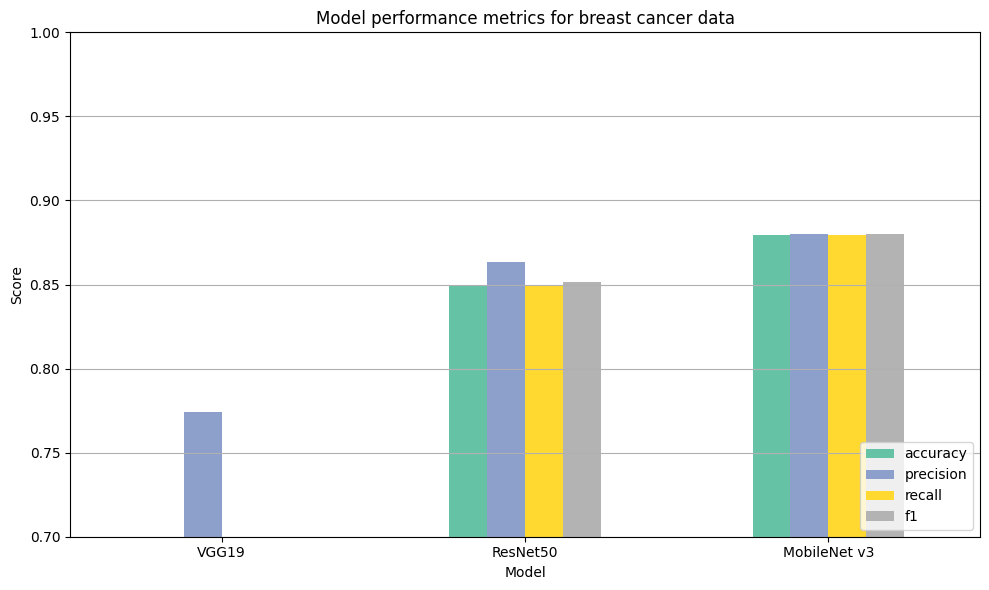 Model performance metrics for breast cancer data
Score
1.00
0.95
0.90
0.85
0.80
0.75
0.70
VGG19
ResNet50
MobileNet v3
Model
accuracy
precision
recall
f1